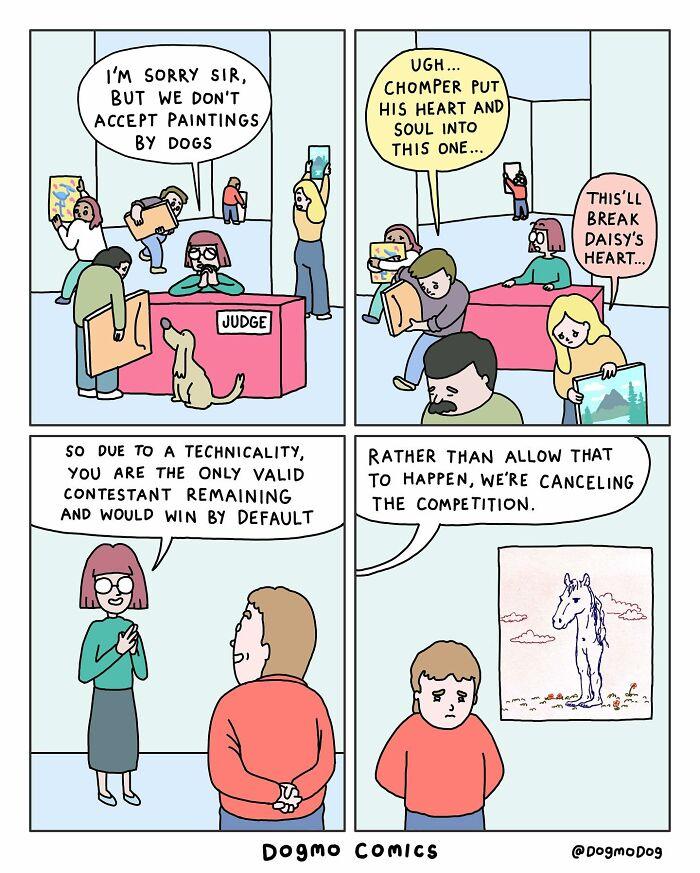 I'M SORRY SIR,
BUT WE DON'T
ACCEPT PAINTINGS
BY DOGS
JUDGE
UGH...
CHOMPER PUT
HIS HEART AND
SOUL INTO
THIS ONE...
THIS'LL
BREAK
DAISY'S
HEART...
SO DUE TO A TECHNICALITY,
YOU ARE THE ONLY VALID
CONTESTANT REMAINING
AND WOULD WIN BY DEFAULT
RATHER THAN ALLOW THAT
TO HAPPEN, WE'RE CANCELING
THE COMPETITION.
DOGMO COMICS
@DOGMODOG